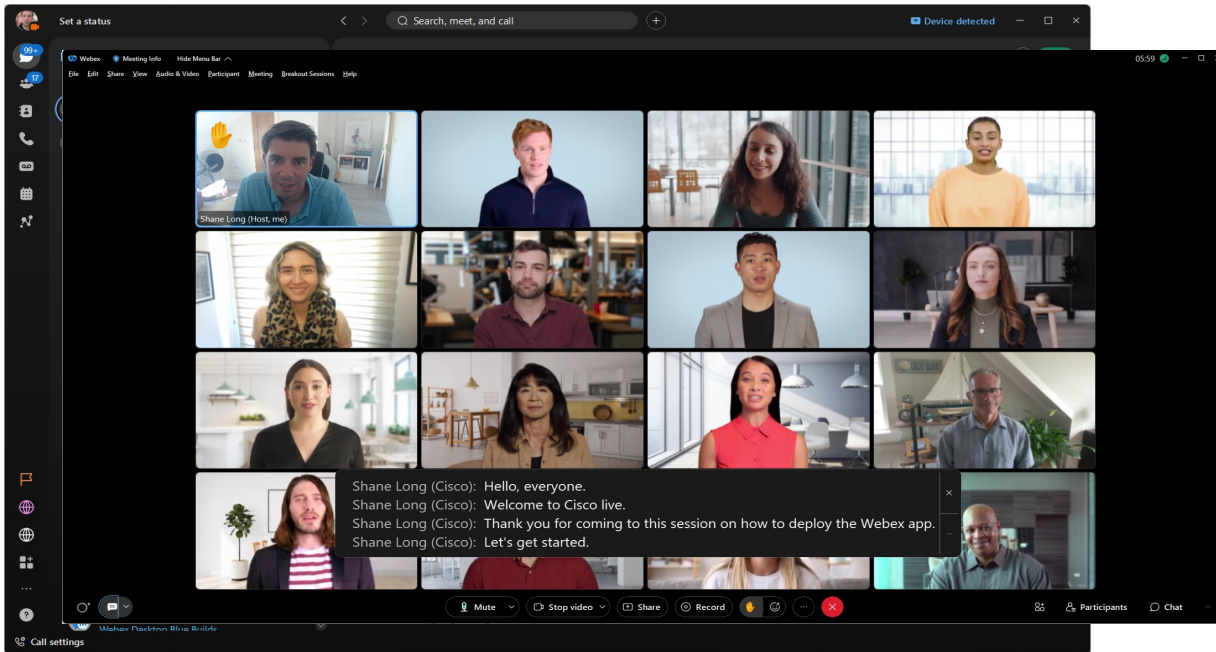 Set a status
Search, meet, and call
Device detected
99+
17
Webex
Meeting Info
Hide Menu Bar
05:59
File Edit Share View Audio & Video Participant Meeting Breakout Sessions Help
Shane Long (Host, me)
Shane Long (Cisco): Hello, everyone.
Shane Long (Cisco): Welcome to Cisco live.
Shane Long (Cisco): Thank you for coming to this session on how to deploy the Webex app.
Shane Long (Cisco): Let's get started.
Mute
Stop video
Share
Record
Participants
Chat
Webex Desktop Blue Builds
Call settings